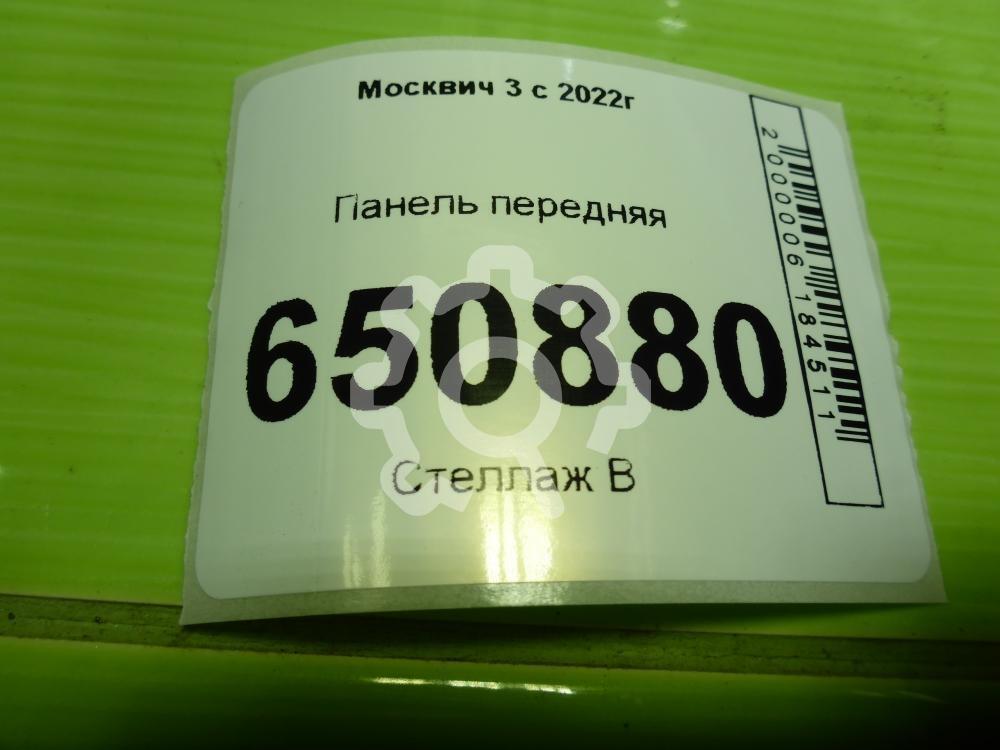 Москвич 3 с 2022г
Панель передняя
650880
Стеллаж В
2000006184511